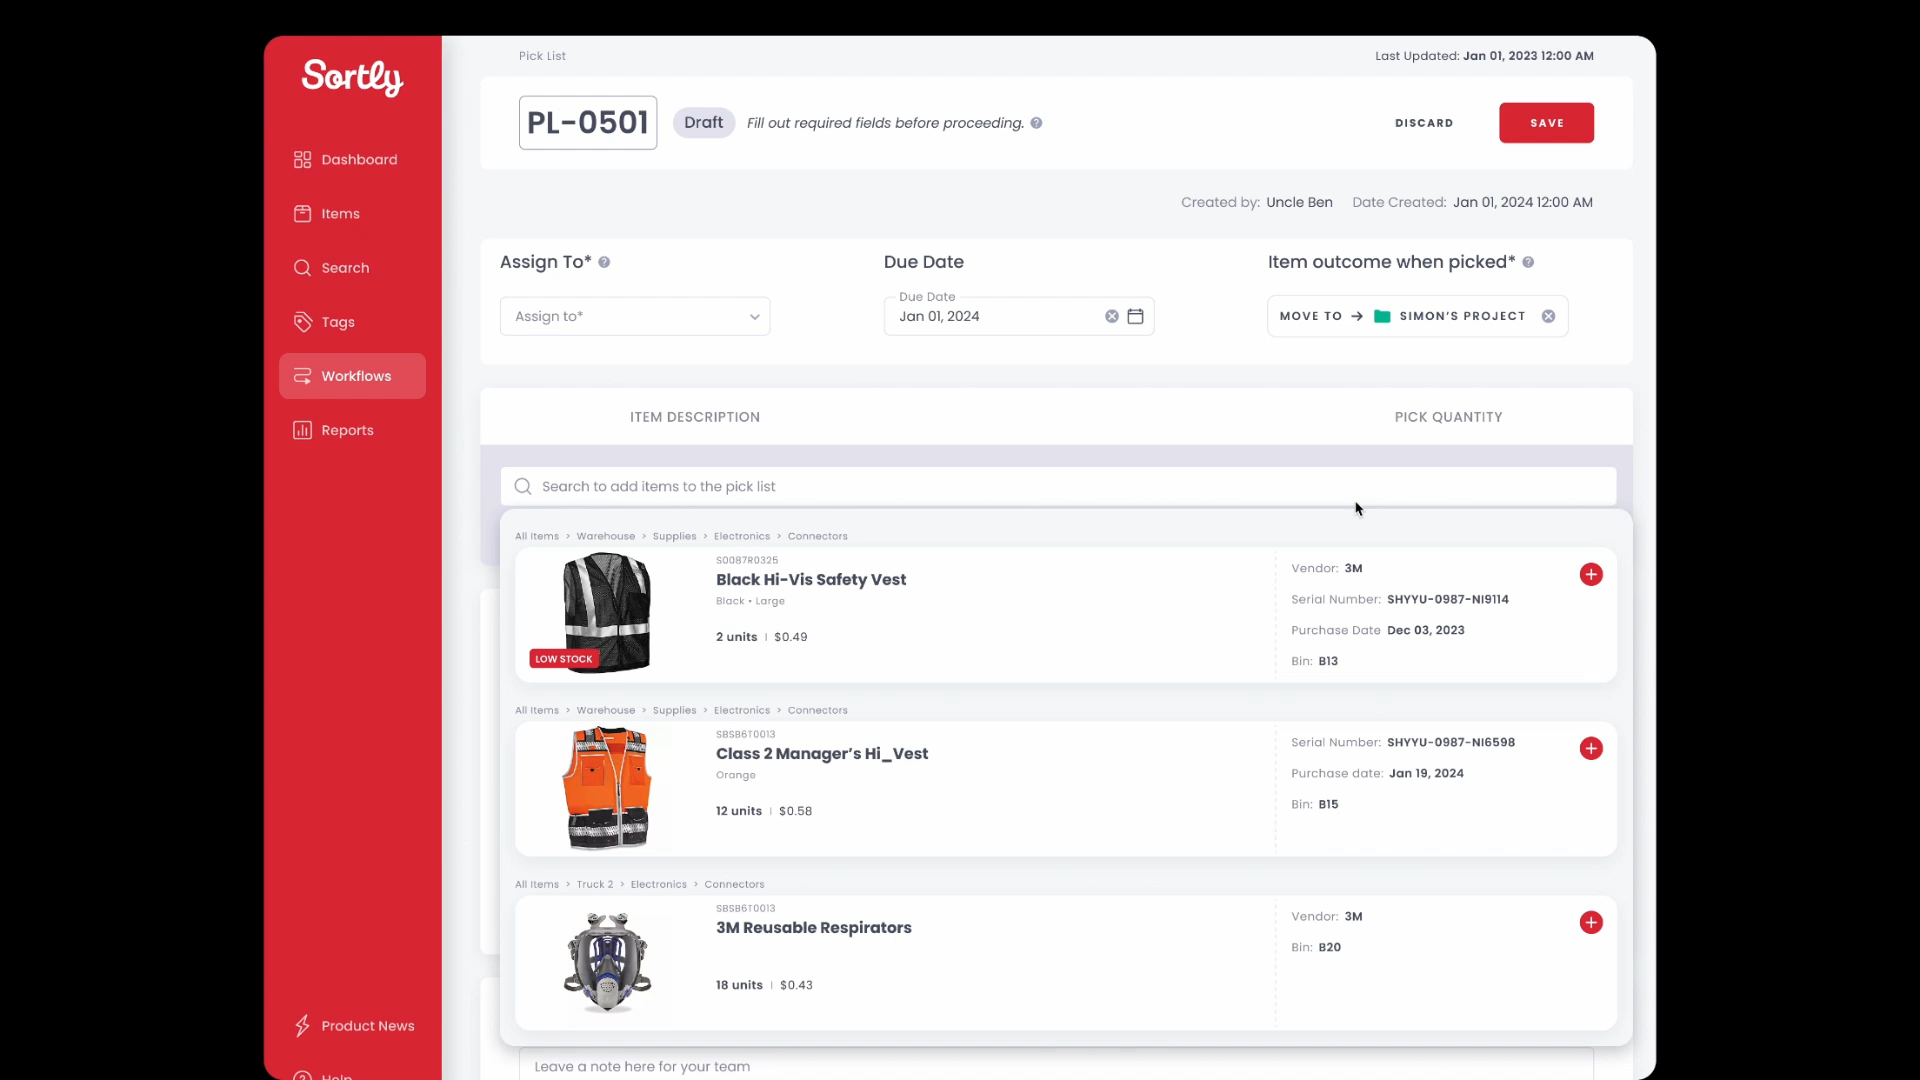 Sortly
Dashboard
Items
Search
Tags
Workflows
Reports
Product News
Help
Pick List
Last Updated: Jan 01, 2023 12:00 AM
PL-0501
Draft
Fill out required fields before proceeding.
DISCARD
SAVE
Created by: Uncle Ben
Date Created: Jan 01, 2024 12:00 AM
Assign To*
Due Date
Item outcome when picked*
Assign to*
Due Date
Jan 01, 2024
MOVE TO → SIMON'S PROJECT
ITEM DESCRIPTION
PICK QUANTITY
Search to add items to the pick list
All Items > Warehouse > Supplies > Electronics > Connectors
S0087R0325
Black Hi-Vis Safety Vest
Black • Large
2 units | $0.49
LOW STOCK
Vendor: 3M
Serial Number: SHYYU-0987-NI9114
Purchase Date Dec 03, 2023
Bin: B13
All Items > Warehouse > Supplies > Electronics > Connectors
SBSB6T0013
Class 2 Manager's Hi_Vest
Orange
12 units | $0.58
Serial Number: SHYYU-0987-NI6598
Purchase date: Jan 19, 2024
Bin: B15
All Items > Truck 2 > Electronics > Connectors
SBSB6T0013
3M Reusable Respirators
18 units | $0.43
Vendor: 3M
Bin: B20
Leave a note here for your team